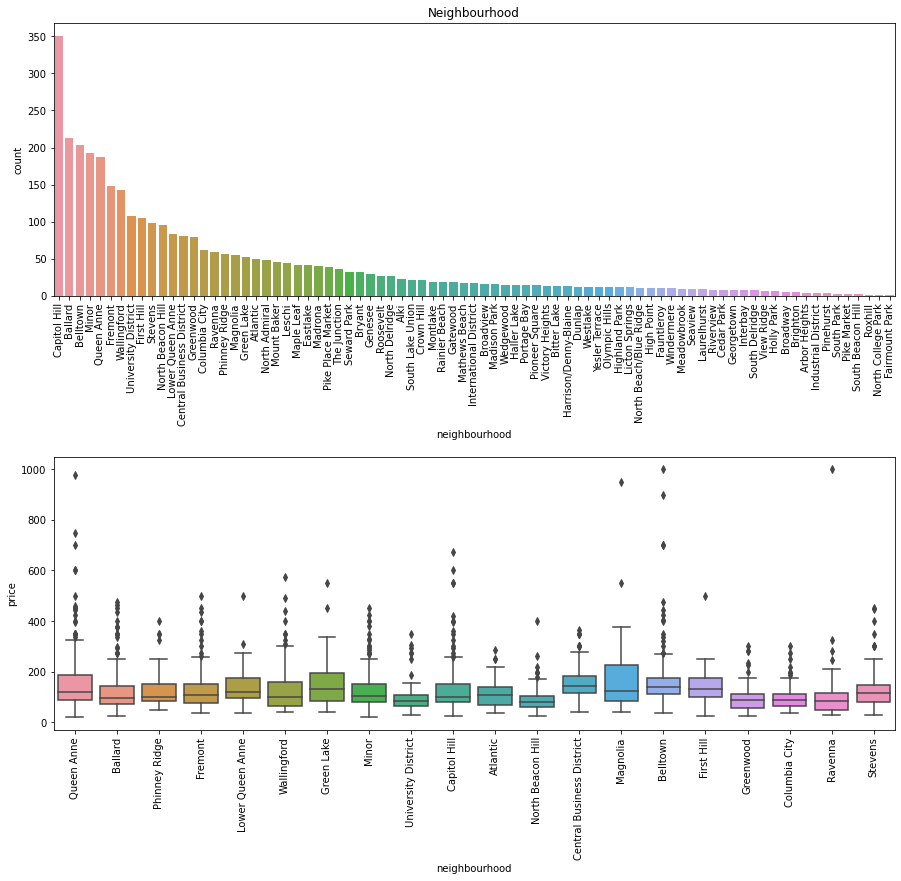 Neighbourhood
count
350
300
250
200
150
100
50
0
Capitol Hill
Ballard
Belltown
Minor
Queen Anne
Fremont
Wallingford
University District
First Hill
Stevens
North Beacon Hill
Lower Queen Anne
Central Business District
Greenwood
Columbia City
Ravenna
Phinney Ridge
Magnolia
Green Lake
Atlantic
North Admiral
Mount Baker
Leschi
Maple Leaf
Eastlake
Madrona
Pike Place Market
The Junction
Seward Park
Bryant
Genesee
Roosevelt
North Delridge
Alki
South Lake Union
Crown Hill
Montlake
Rainier Beach
Gatewood
Mathews Beach
International District
Broadview
Madison Park
Wedgewood
Haller Lake
Portage Bay
Pioneer Square
Victory Heights
Bitter Lake
Harrison/Denny-Blaine
Dunlap
Westlake
Yesler Terrace
Olympic Hills
Highland Park
Licton Springs
North Beach/Blue Ridge
High Point
Fauntleroy
Windermere
Meadowbrook
Seaview
Laurelhurst
Riverview
Cedar Park
Georgetown
Interbay
South Delridge
View Ridge
Holly Park
Broadway
Brighton
Arbor Heights
Industrial District
Pinehurst
South Park
Pike Market
South Beacon Hill
Roxhill
North College Park
Fairmount Park
neighbourhood
price
1000
800
600
400
200
0
Queen Anne
Ballard
Phinney Ridge
Fremont
Lower Queen Anne
Wallingford
Green Lake
Minor
University District
Capitol Hill
Atlantic
North Beacon Hill
Central Business District
Magnolia
Belltown
First Hill
Greenwood
Columbia City
Ravenna
Stevens
neighbourhood